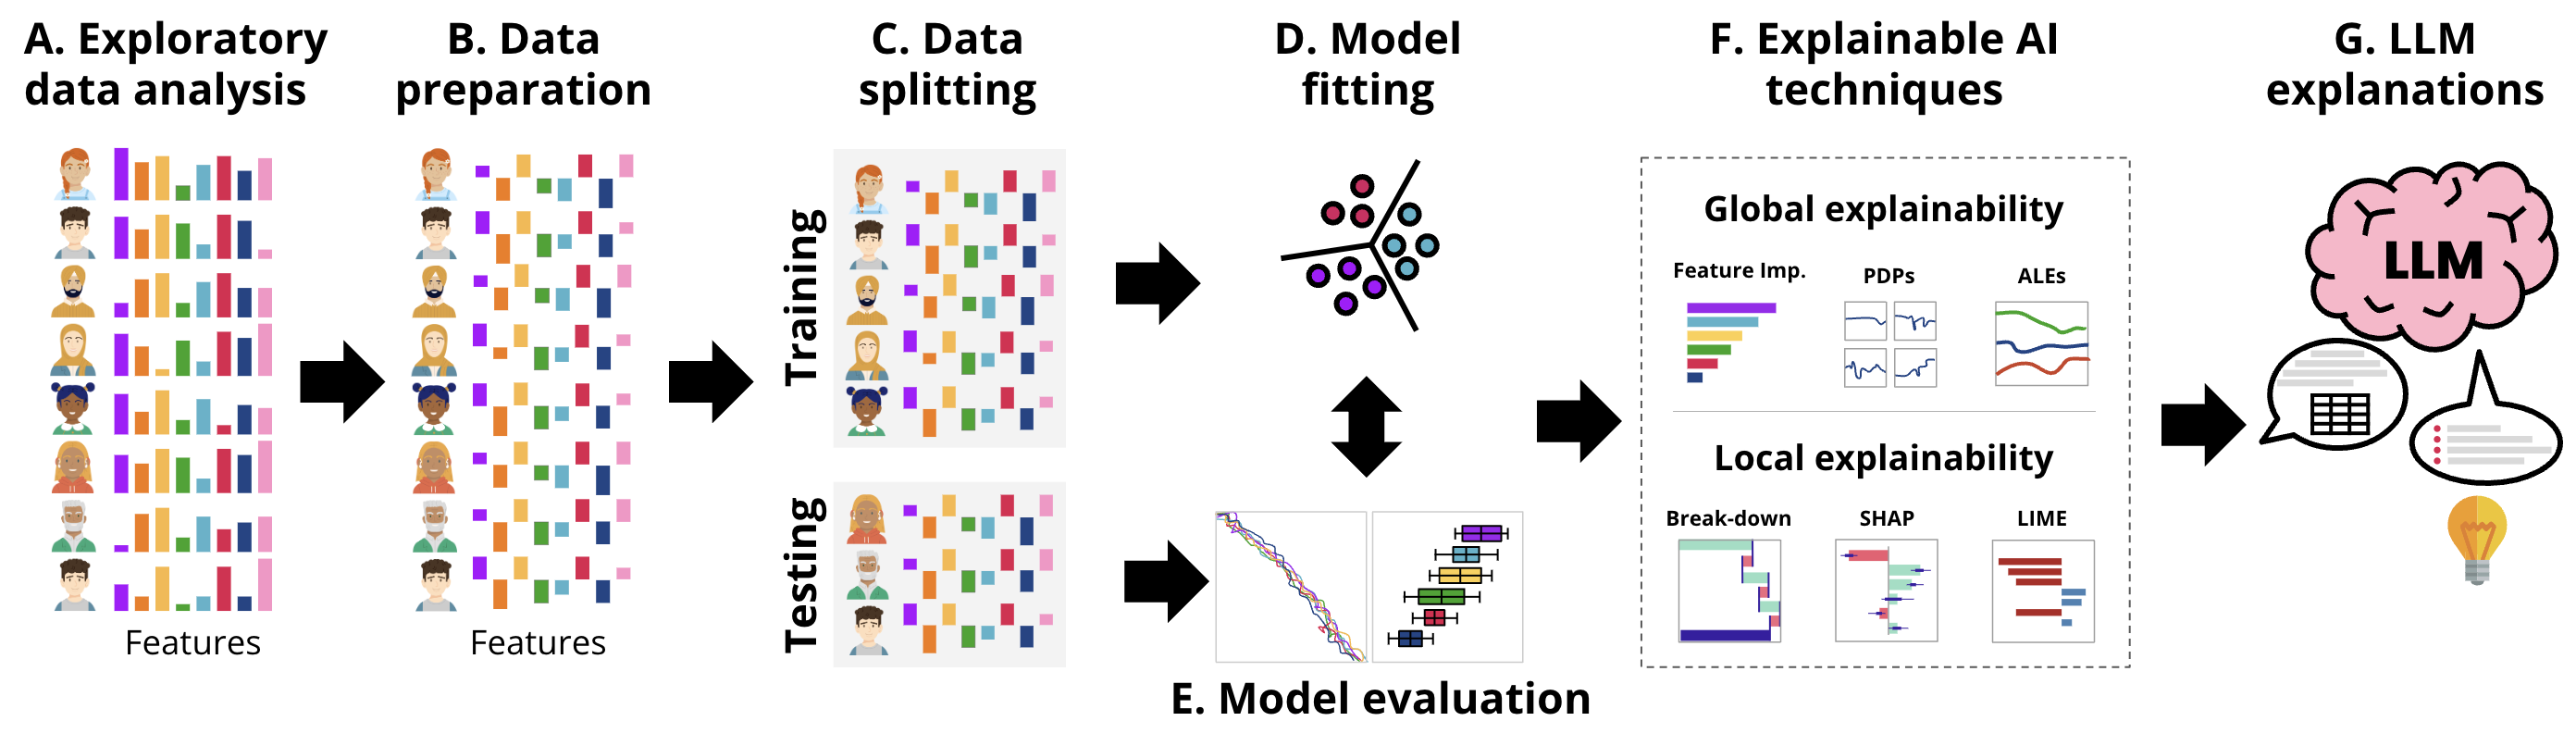 A. Exploratory
data analysis
B. Data
preparation
C. Data
splitting
D. Model
fitting
F. Explainable AI
techniques
G. LLM
explanations
Features
Features
Training
Testing
E. Model evaluation
Global explainability
Feature Imp.
PDPs
ALEs
Local explainability
Break-down
SHAP
LIME
LLM